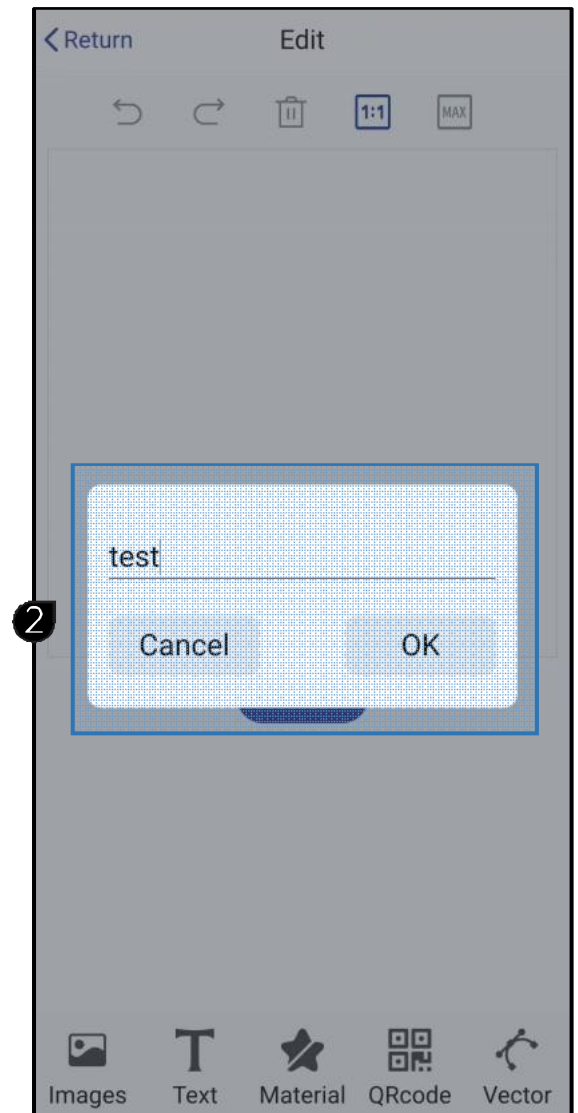 Return Edit
1:1 MAX
test
2
Cancel OK
Images Text Material QRcode Vector